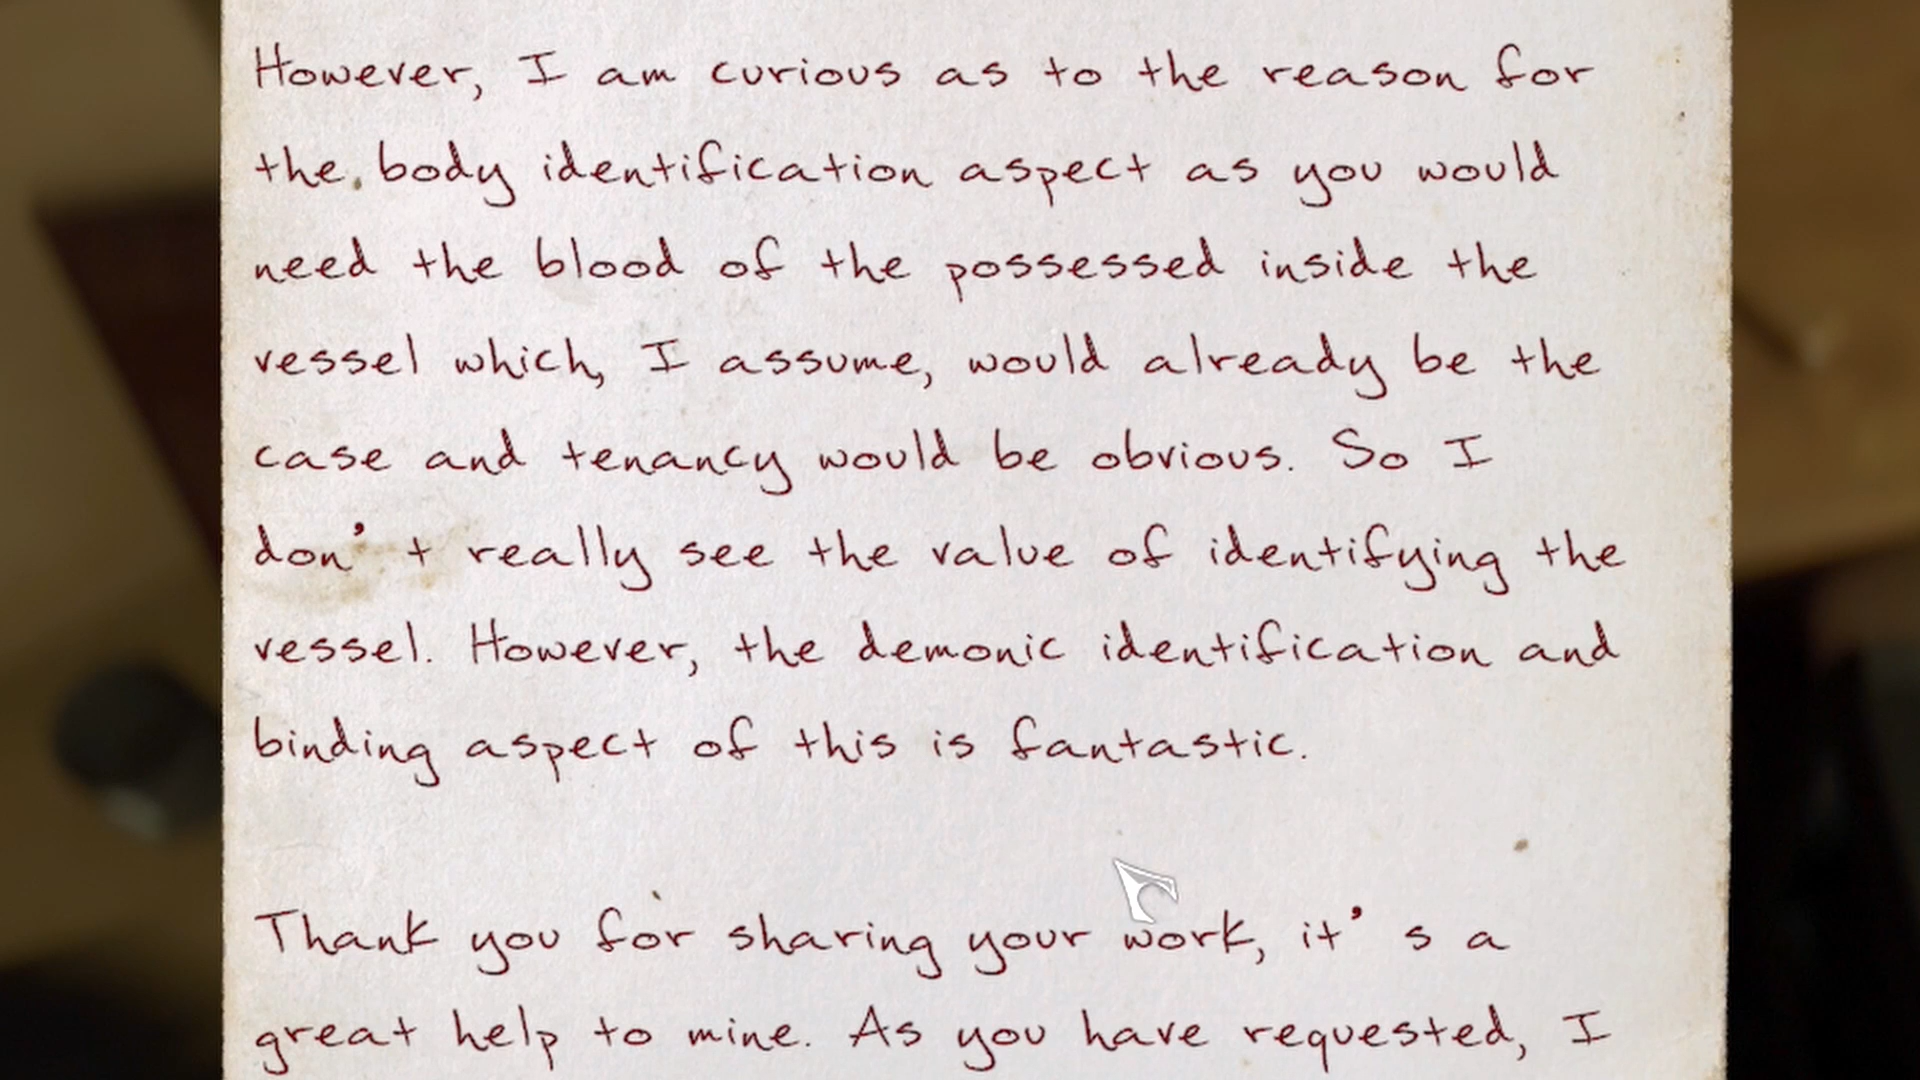 However, I am curious as to the reason for
the body identification aspect as you would
need the blood of the possessed inside the
vessel which, I assume, would already be the
case and tenancy would be obvious. So I
don't really see the value of identifying the
vessel. However, the demonic identification and
binding aspect of this is fantastic.
Thank you for sharing your work, it's a
great help to mine. As you have requested, I